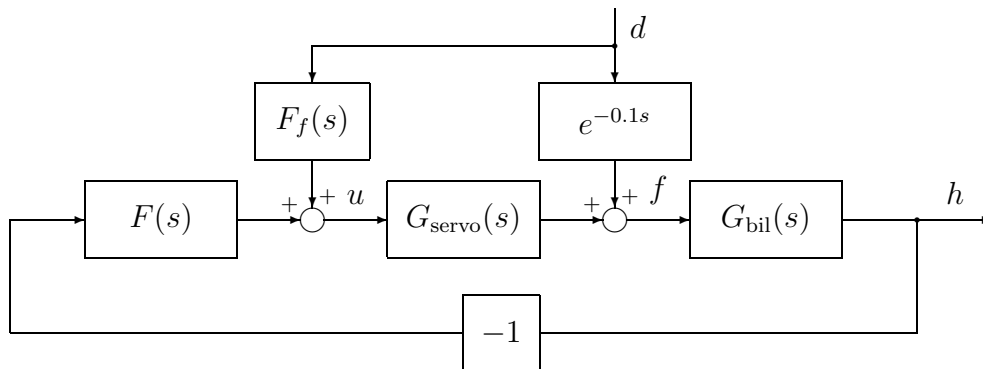 d
F_f(s)
e^{-0.1s}
+ + u + + f h
F(s) G_servo(s) G_bil(s)
−1